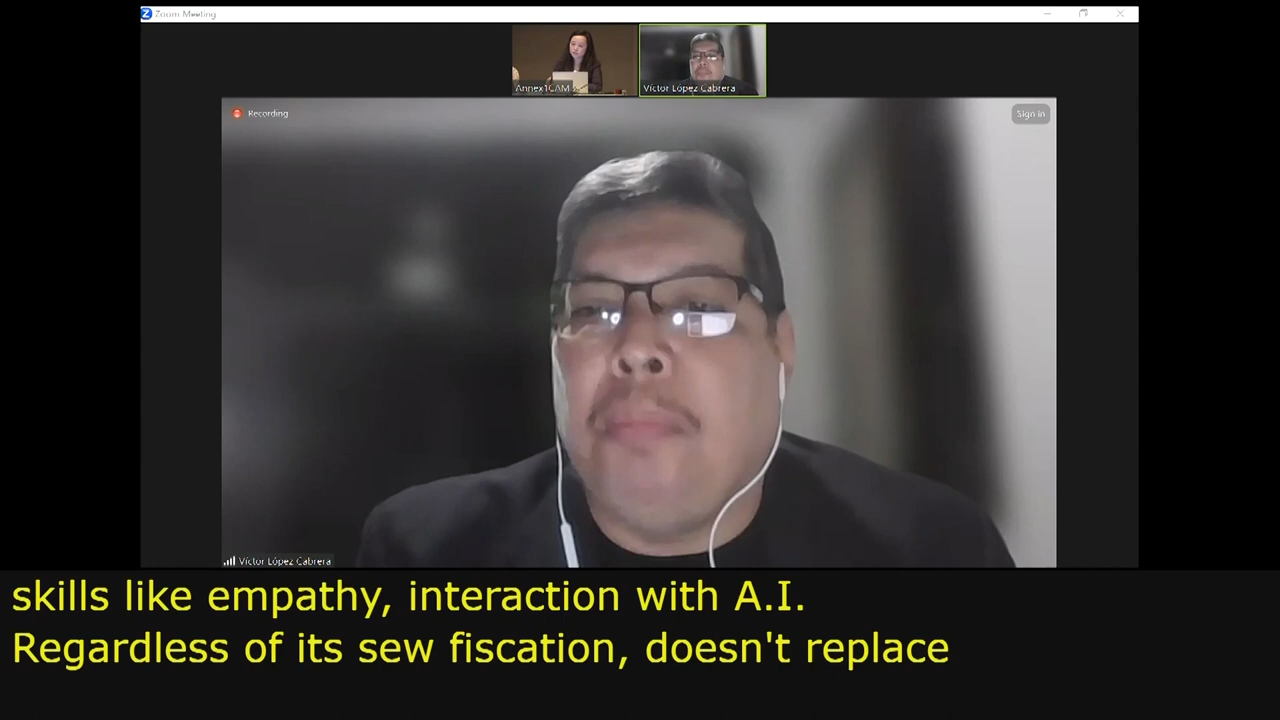 Zoom Meeting
Annex1CAM
Víctor López Cabrera
Recording
Sign in
Víctor López Cabrera
skills like empathy, interaction with A.I.
Regardless of its sew fiscation, doesn't replace